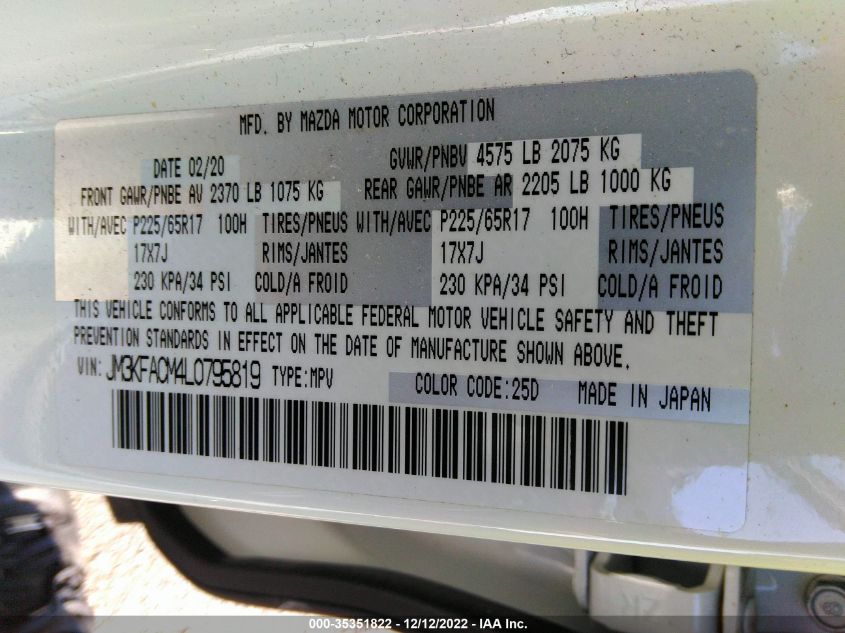 MFD. BY MAZDA MOTOR CORPORATION
DATE 02/20 GVWR/PNBV 4575 LB 2075 KG
FRONT GAWR/PNBE AV 2370 LB 1075 KG REAR GAWR/PNBE AR 2205 LB 1000 KG
WITH/AVEC P225/65R17 100H TIRES/PNEUS WITH/AVEC P225/65R17 100H TIRES/PNEUS
17X7J RIMS/JANTES 17X7J RIMS/JANTES
230 KPA/34 PSI COLD/A FROID 230 KPA/34 PSI COLD/A FROID
THIS VEHICLE CONFORMS TO ALL APPLICABLE FEDERAL MOTOR VEHICLE SAFETY AND THEFT
PREVENTION STANDARDS IN EFFECT ON THE DATE OF MANUFACTURE SHOWN ABOVE.
VIN: JM3KFACM4L0795819 TYPE:MPV COLOR CODE:25D MADE IN JAPAN
000-35351822 - 12/12/2022 - IAA Inc.